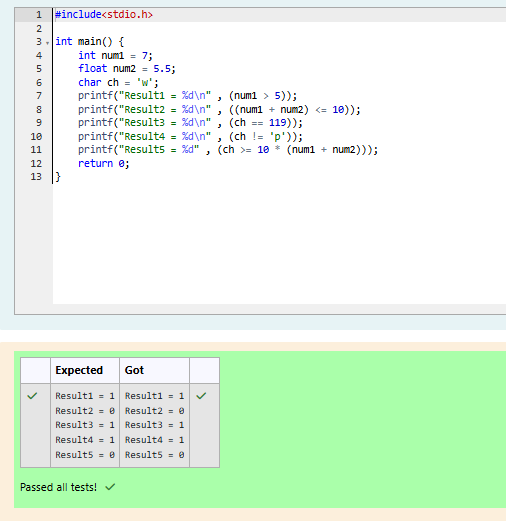 1 #include<stdio.h>
2
3 int main() {
4     int num1 = 7;
5     float num2 = 5.5;
6     char ch = 'w';
7     printf("Result1 = %d\n" , (num1 > 5));
8     printf("Result2 = %d\n" , ((num1 + num2) <= 10));
9     printf("Result3 = %d\n" , (ch == 119));
10     printf("Result4 = %d\n" , (ch != 'p'));
11     printf("Result5 = %d" , (ch >= 10 * (num1 + num2)));
12     return 0;
13 }
Expected Got
Result1 = 1 Result1 = 1
Result2 = 0 Result2 = 0
Result3 = 1 Result3 = 1
Result4 = 1 Result4 = 1
Result5 = 0 Result5 = 0
Passed all tests!